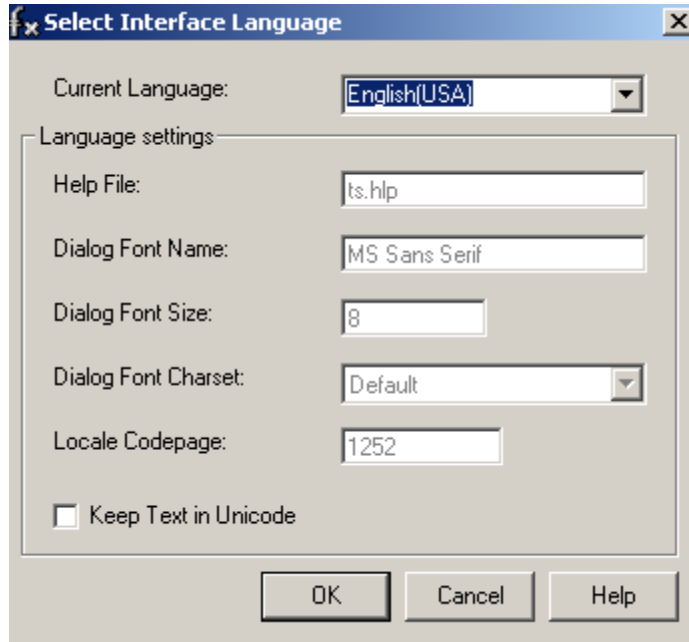 fx Select Interface Language
Current Language: English(USA)
Language settings
Help File: ts.hlp
Dialog Font Name: MS Sans Serif
Dialog Font Size: 8
Dialog Font Charset: Default
Locale Codepage: 1252
Keep Text in Unicode
OK Cancel Help